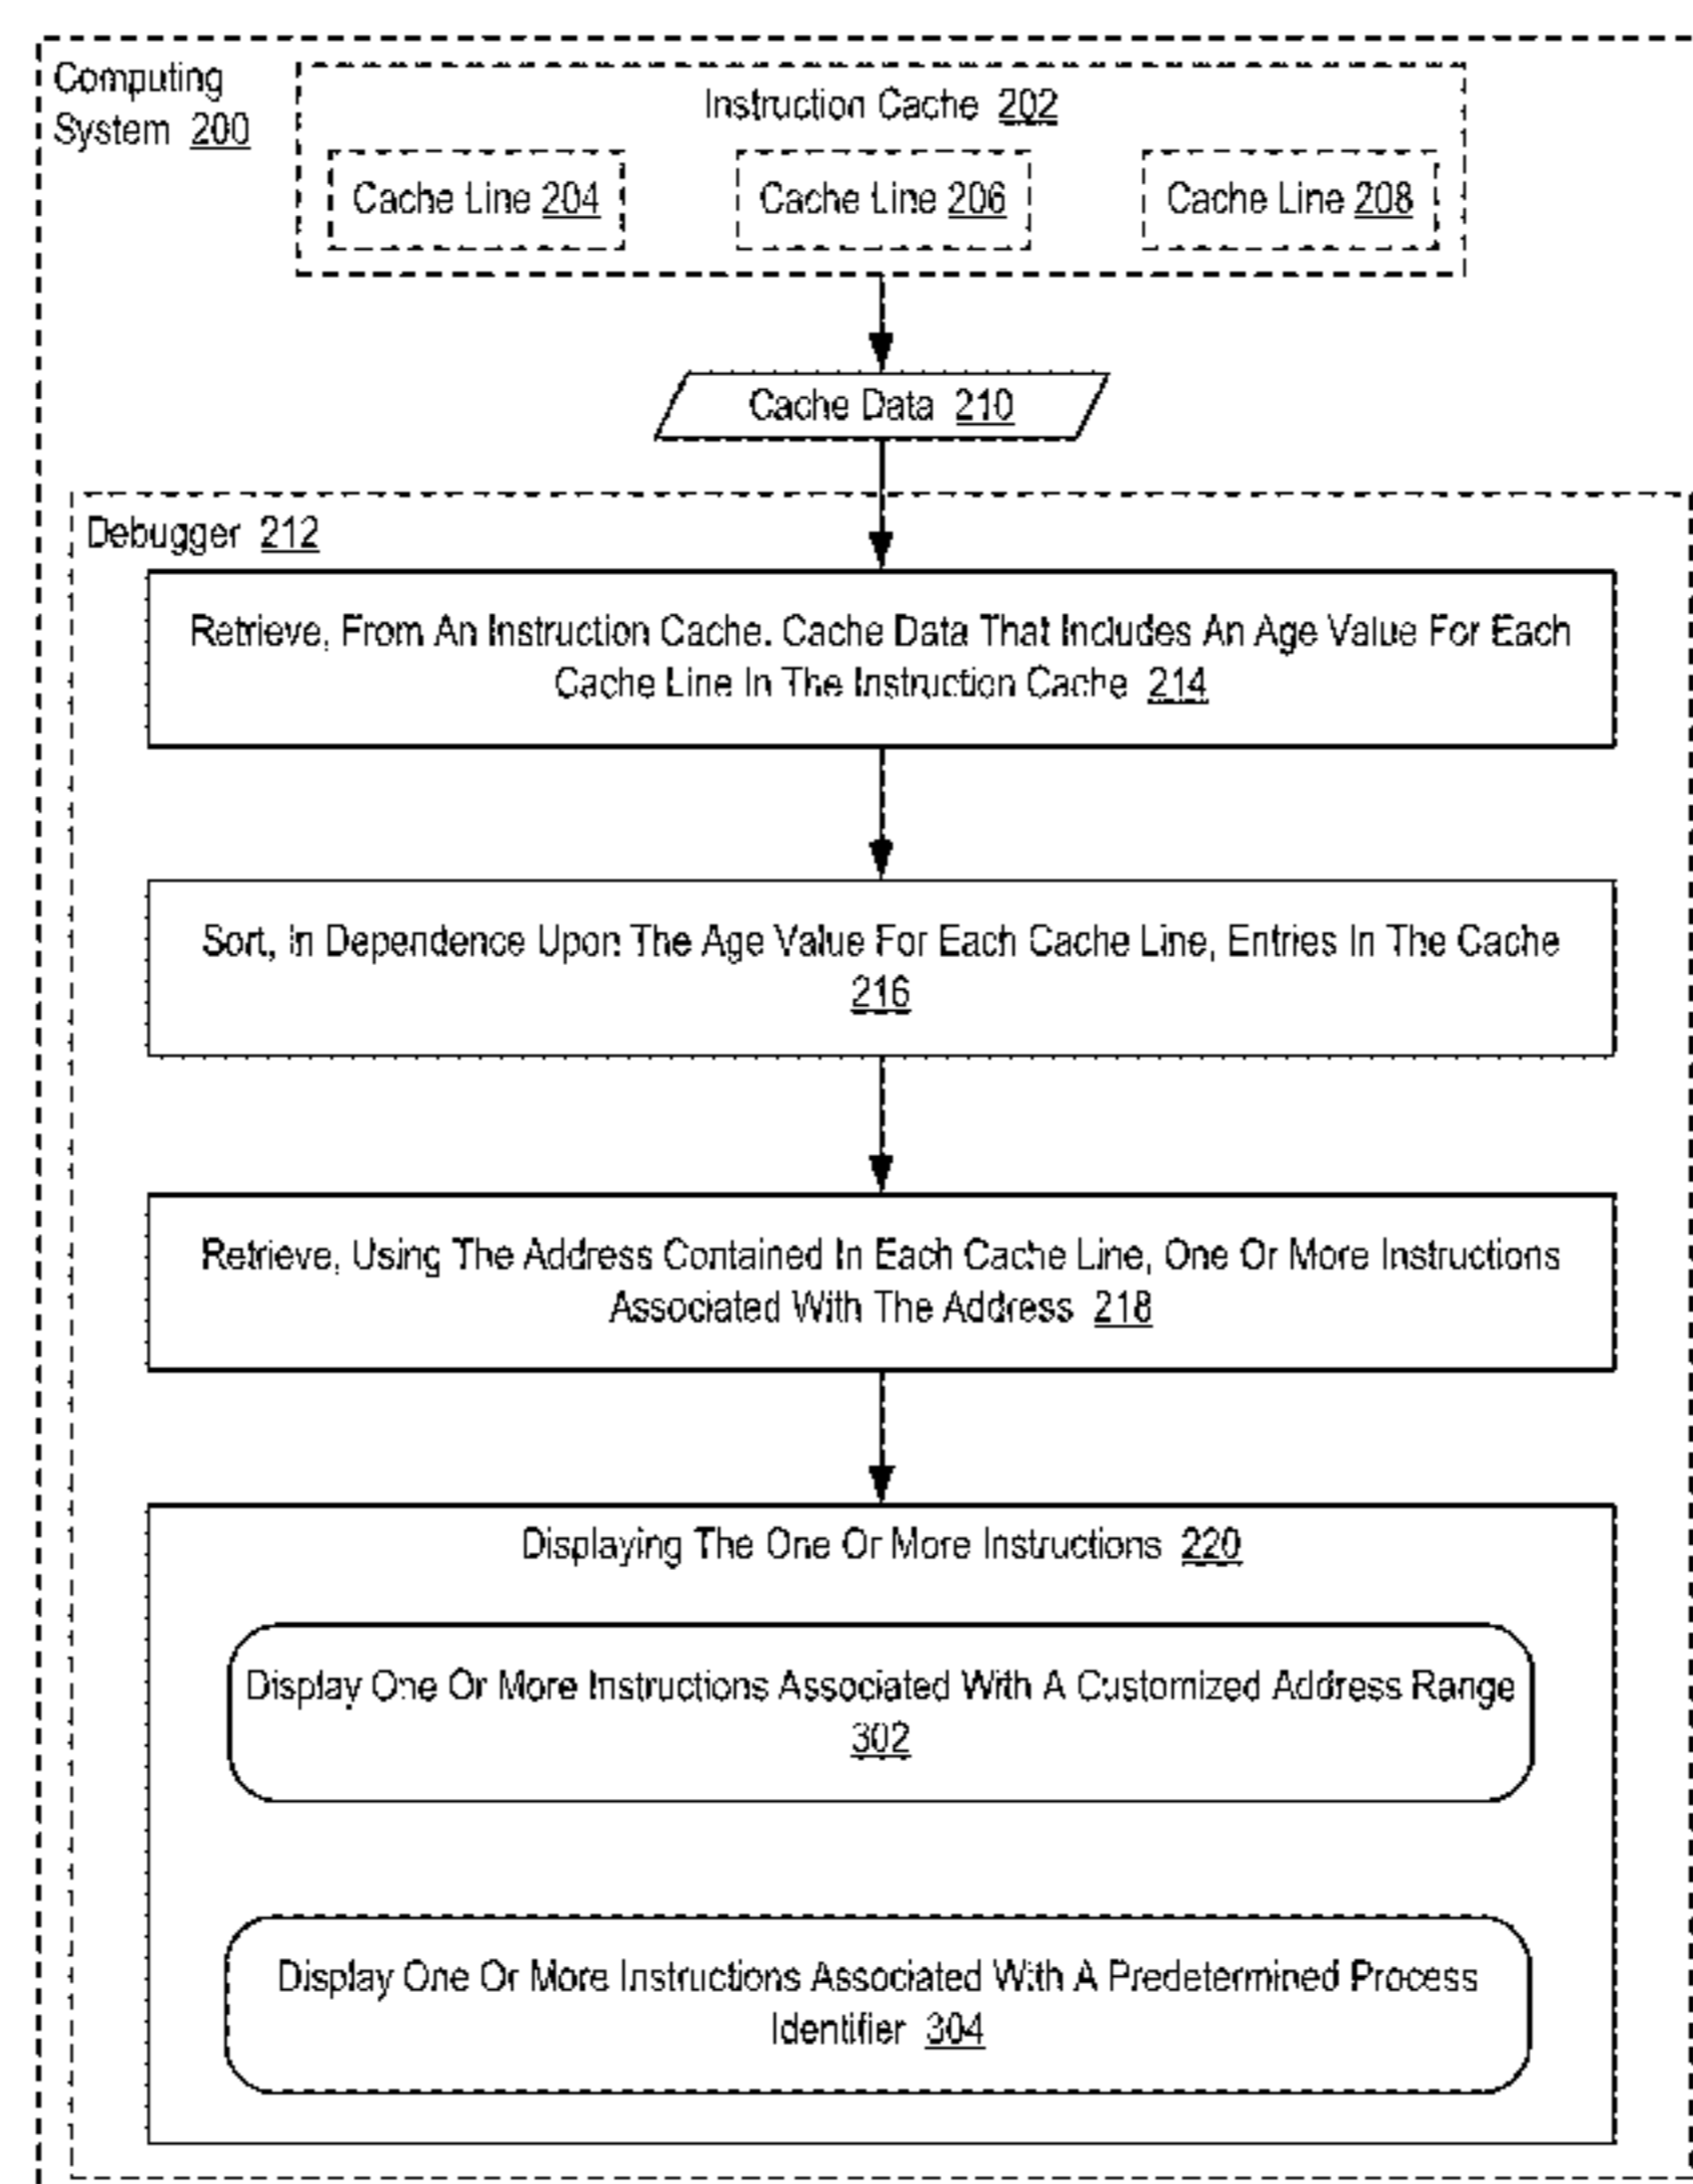 Computing
System 200
Instruction Cache 202
Cache Line 204
Cache Line 206
Cache Line 208
Cache Data 210
Debugger 212
Retrieve, From An Instruction Cache. Cache Data That Includes An Age Value For Each
Cache Line In The Instruction Cache 214
Sort, In Dependence Upon The Age Value For Each Cache Line, Entries In The Cache
216
Retrieve, Using The Address Contained In Each Cache Line, One Or More Instructions
Associated With The Address 218
Displaying The One Or More Instructions 220
Display One Or More Instructions Associated With A Customized Address Range
302
Display One Or More Instructions Associated With A Predetermined Process
Identifier 304